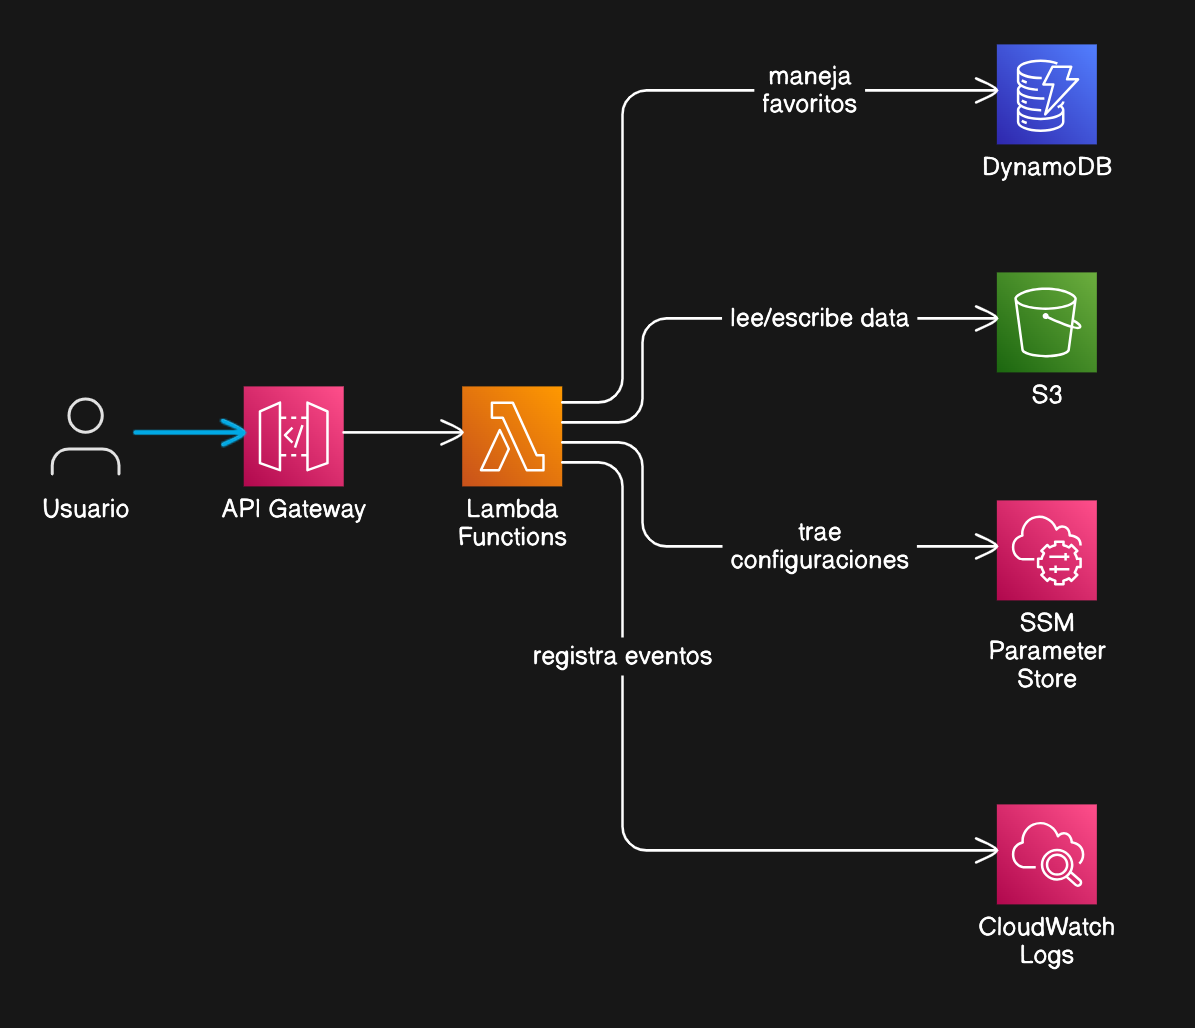 maneja
favoritos
DynamoDB
lee/escribe data
S3
Usuario
API Gateway
Lambda
Functions
trae
configuraciones
SSM
Parameter
Store
registra eventos
CloudWatch
Logs